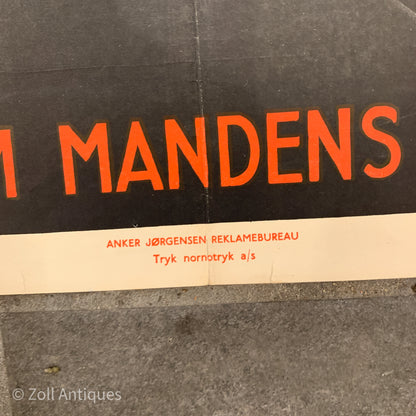 M MANDENS
ANKER JØRGENSEN REKLAMEBUREAU
Tryk nornotryk a/s
© Zoll Antiques